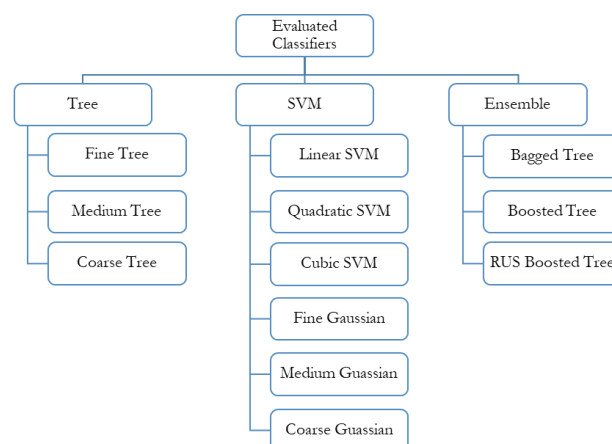 Evaluated
Classifiers
Tree
SVM
Ensemble
Fine Tree
Medium Tree
Coarse Tree
Linear SVM
Quadratic SVM
Cubic SVM
Fine Gaussian
Medium Guassian
Coarse Guassian
Bagged Tree
Boosted Tree
RUS Boosted Tree